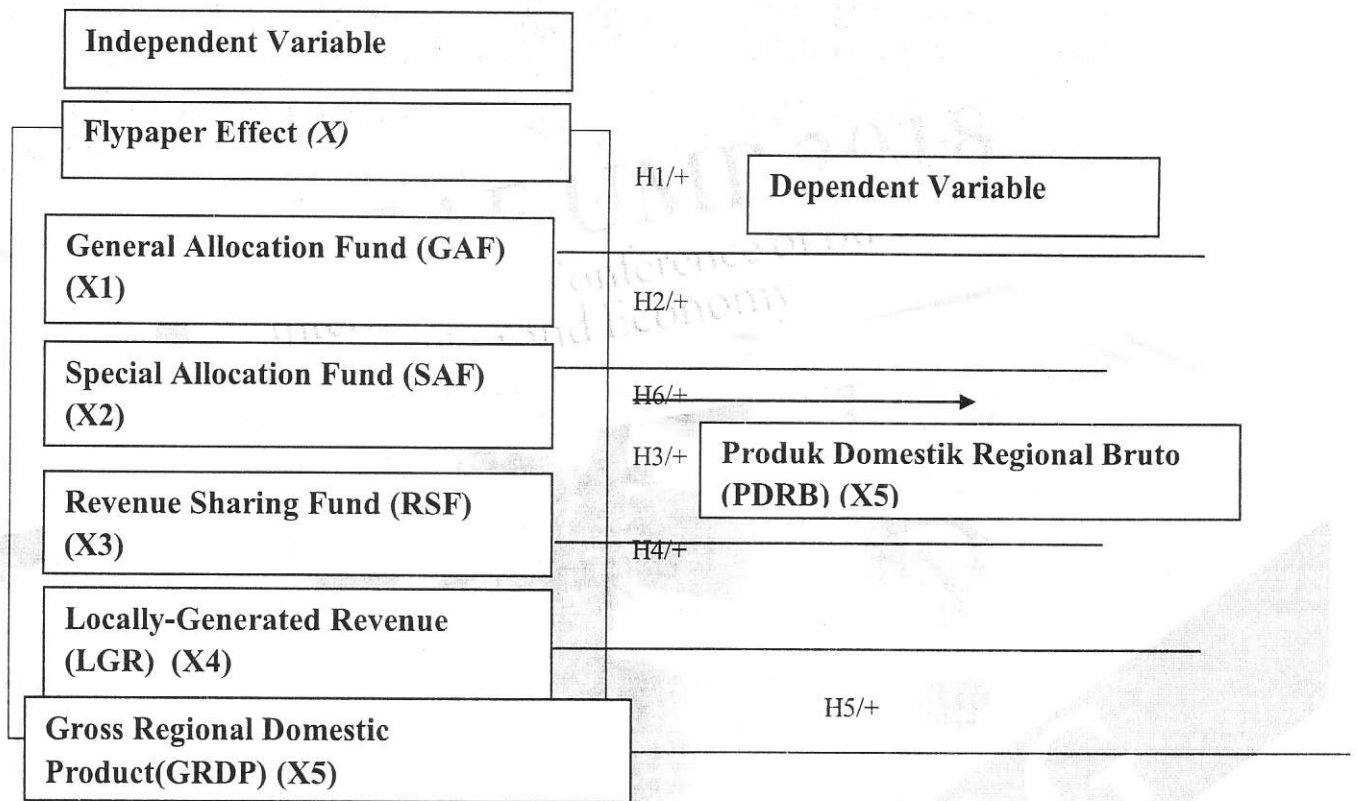 Independent Variable
Flypaper Effect (X)
H1/+
Dependent Variable
General Allocation Fund (GAF)
(X1)
H2/+
Special Allocation Fund (SAF)
(X2)
H6/+
H3/+
Produk Domestik Regional Bruto
(PDRB) (X5)
Revenue Sharing Fund (RSF)
(X3)
H4/+
Locally-Generated Revenue
(LGR) (X4)
H5/+
Gross Regional Domestic
Product(GRDP) (X5)